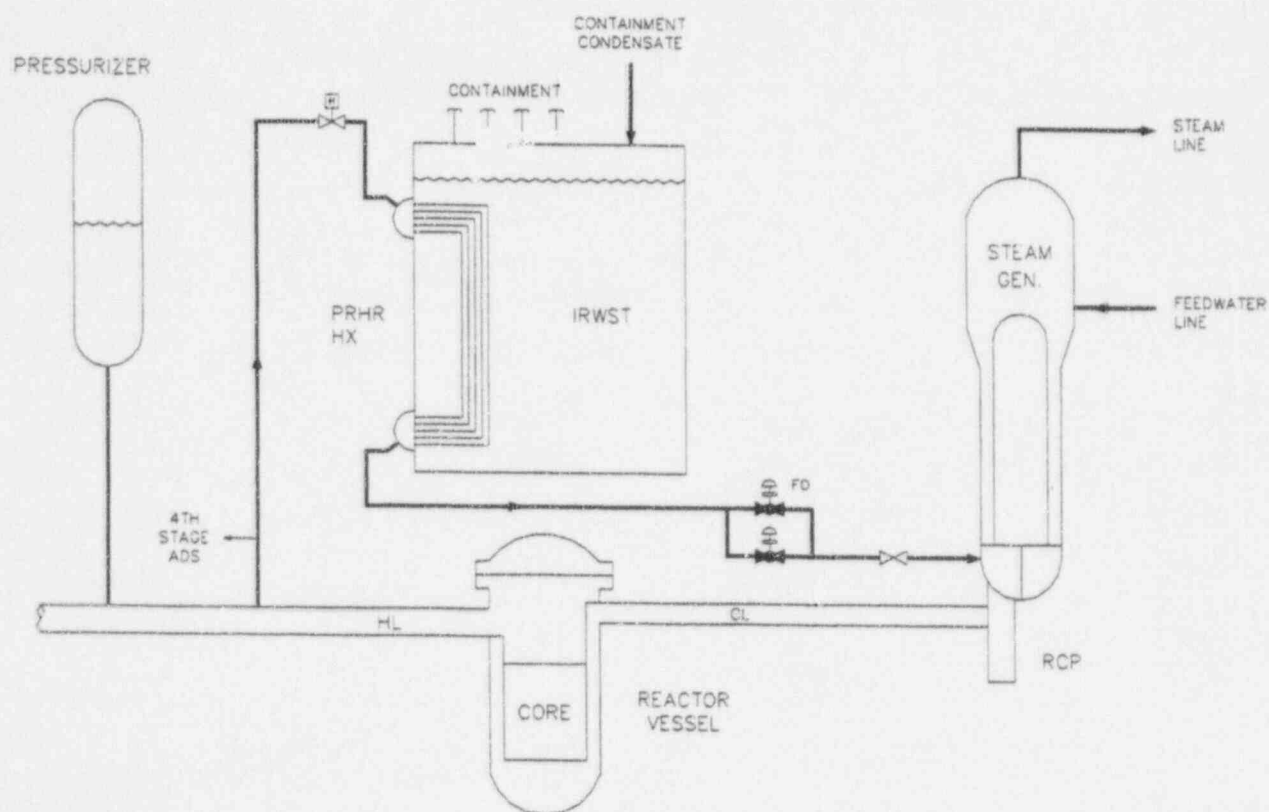 CONTAINMENT
CONDENSATE
PRESSURIZER
CONTAINMENT
M
STEAM
LINE
STEAM
GEN.
PRHR
HX
IRWST
FEEDWATER
LINE
FO
4TH
STAGE
ADS
HL
CL
RCP
CORE
REACTOR
VESSEL